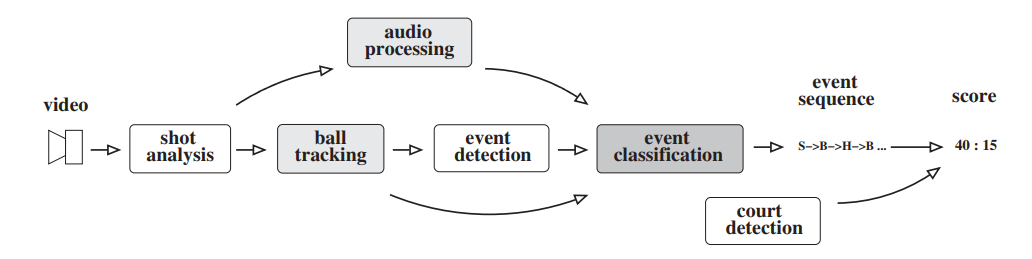 audio
processing
video
shot
analysis
ball
tracking
event
detection
event
classification
event
sequence
S–>B–>H–>B ...
score
40 : 15
court
detection